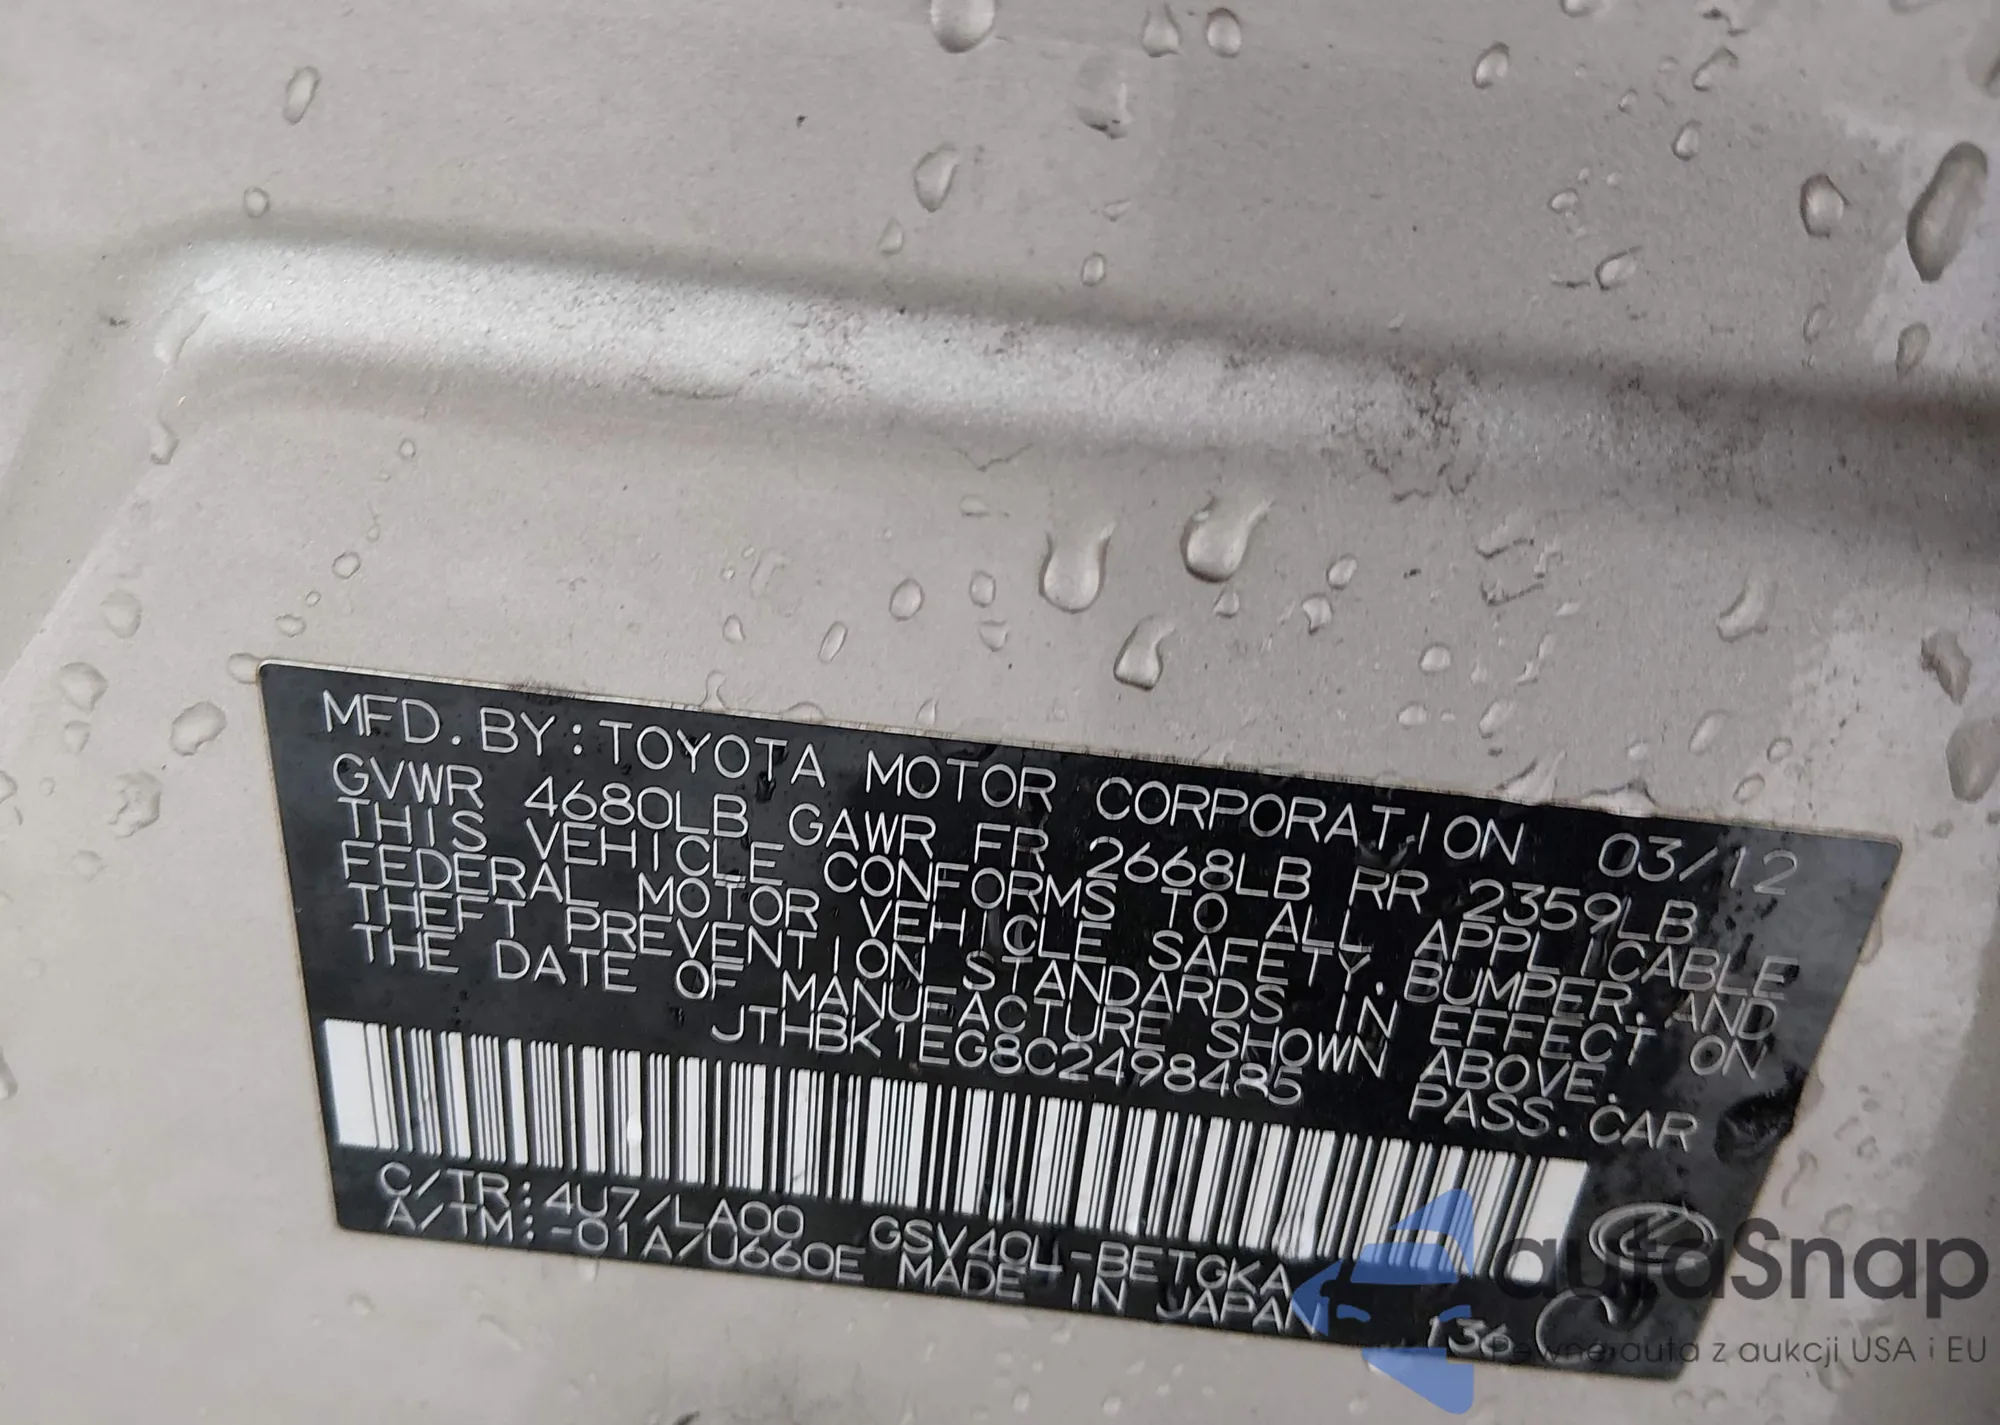 MFD. BY: TOYOTA MOTOR CORPORATION 03/12
GVWR 4680LB GAWR FR 2668LB RR 2359LB
THIS VEHICLE CONFORMS TO ALL APPLICABLE
FEDERAL MOTOR VEHICLE SAFETY, BUMPER, AND
THEFT PREVENTION STANDARDS IN EFFECT ON
THE DATE OF MANUFACTURE SHOWN ABOVE.
JTHBK1EG8C2498485 PASS. CAR
C/TR:4U7/LA00 GSV40L-BETGKA
A/TM:-01A/U660E MADE IN JAPAN 136
autoSnap
Pewne auta z aukcji USA i EU